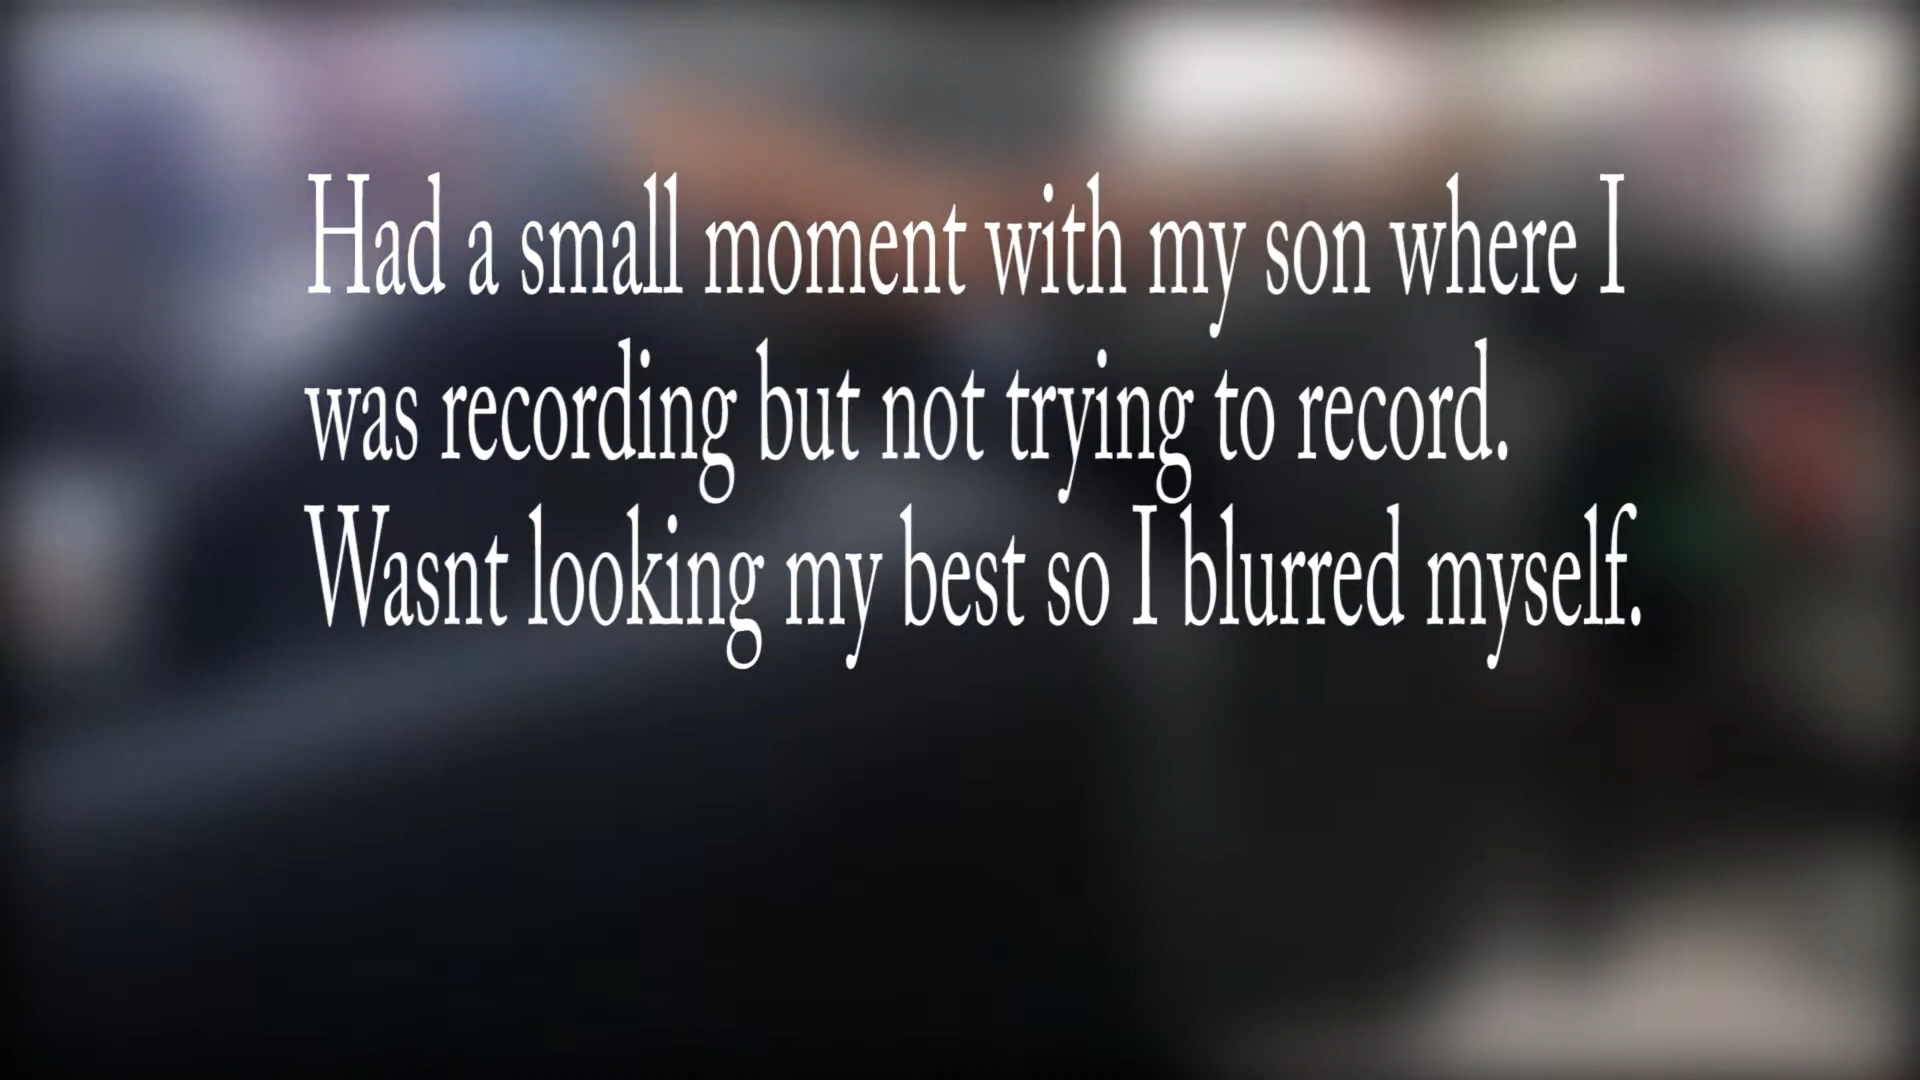 Had a small moment with my son where I
was recording but not trying to record.
Wasnt looking my best so I blurred myself.